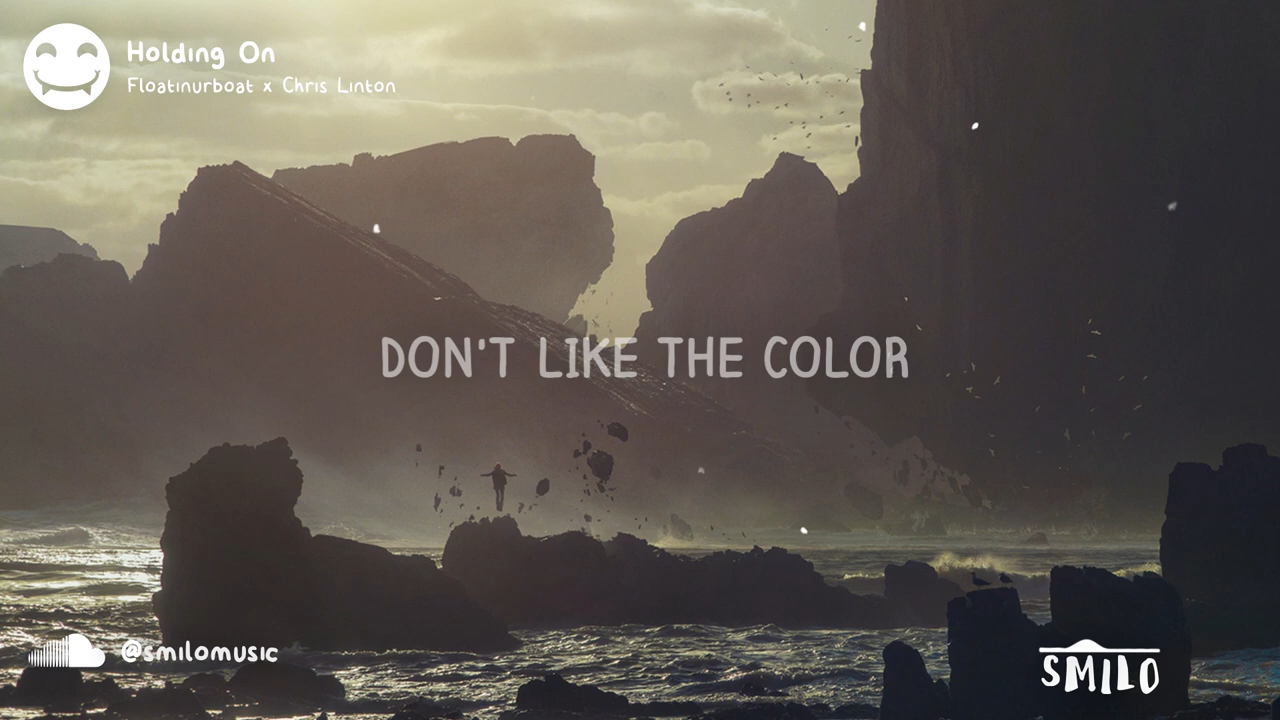 Holding On
Floatinurboat x Chris Linton
DON'T LIKE THE COLOR
@smilomusic
SMILO